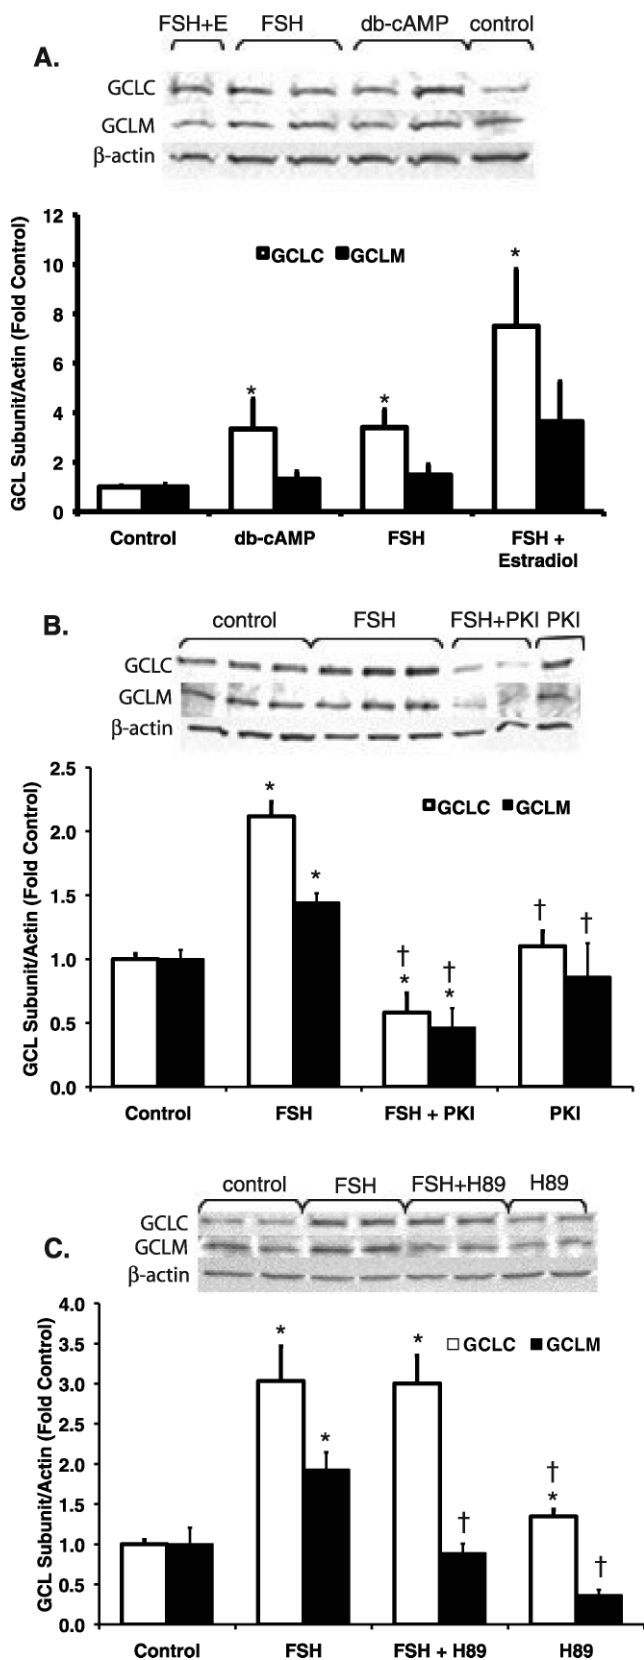 FSH+E FSH db-cAMP control
A.
GCLC
GCLM
β-actin
GCL Subunit/Actin (Fold Control)
12
10
8
6
4
2
0
GCLC GCLM
*
*
*
Control db-cAMP FSH FSH + Estradiol
B.
control FSH FSH+PKI PKI
GCLC
GCLM
β-actin
GCL Subunit/Actin (Fold Control)
2.5
2.0
1.5
1.0
0.5
0.0
GCLC GCLM
* *
† * † *
† †
Control FSH FSH + PKI PKI
control FSH FSH+H89 H89
C.
GCLC
GCLM
β-actin
GCL Subunit/Actin (Fold Control)
4.0
3.5
3.0
2.5
2.0
1.5
1.0
0.5
0.0
GCLC GCLM
* *
* †
† * †
Control FSH FSH + H89 H89